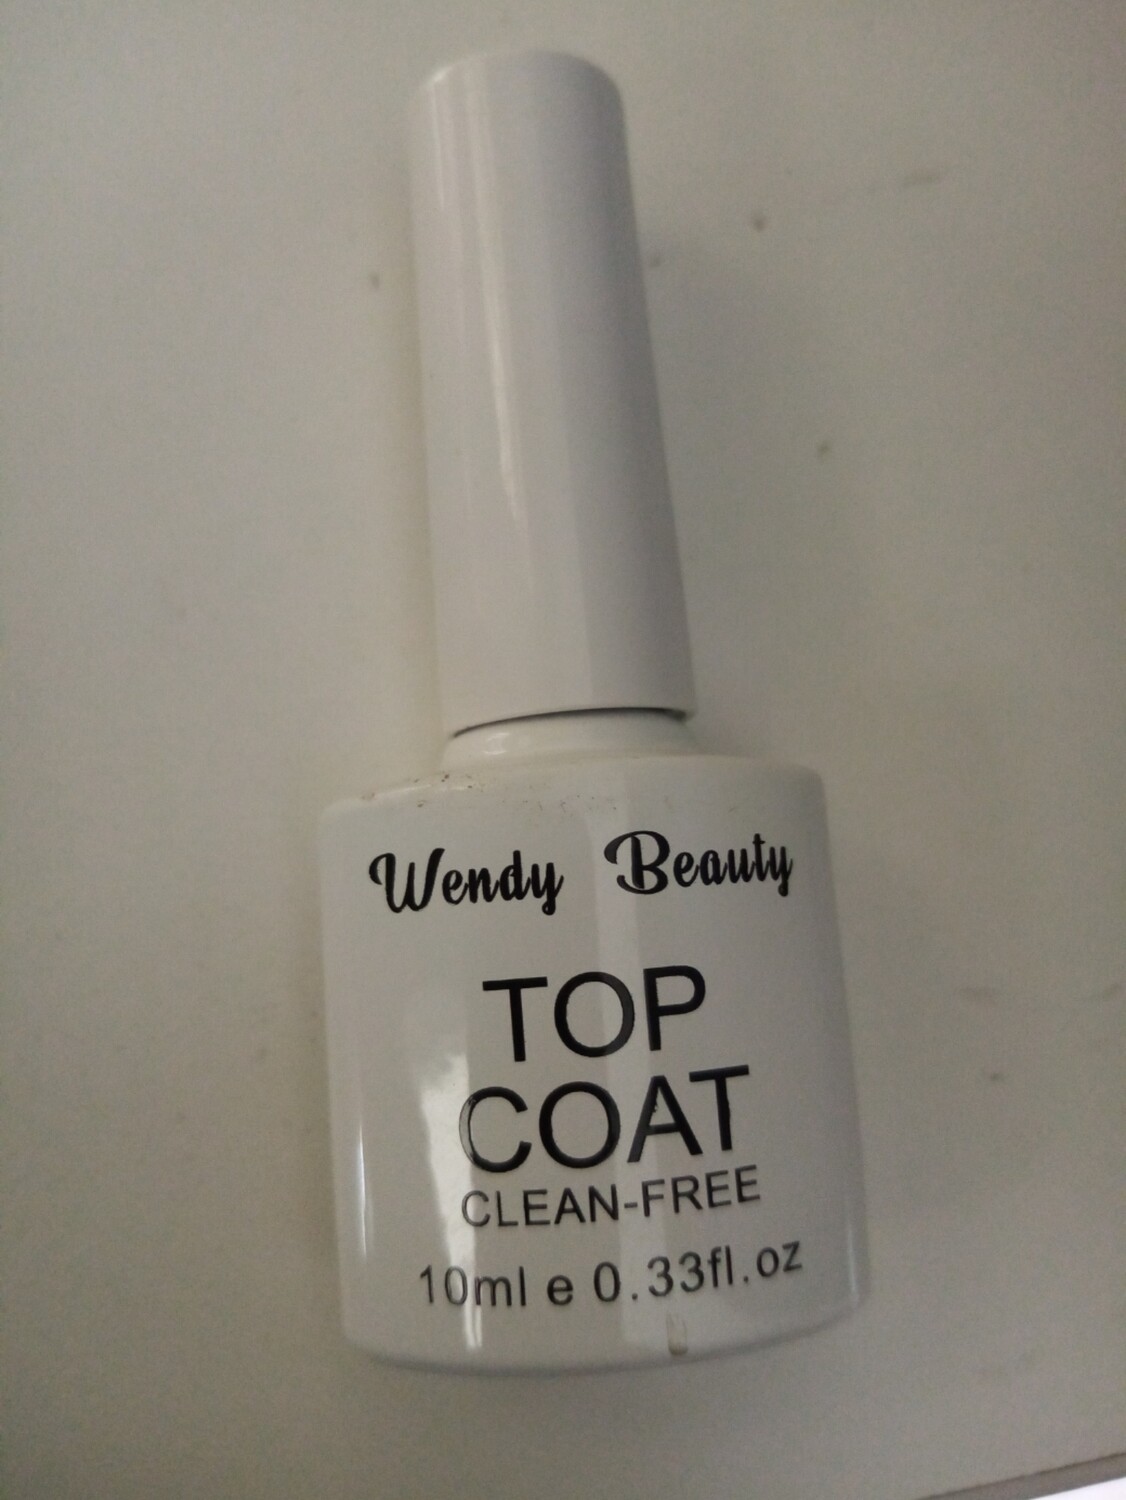 Wendy Beauty
TOP
COAT
CLEAN-FREE
10ml e 0.33fl.oz